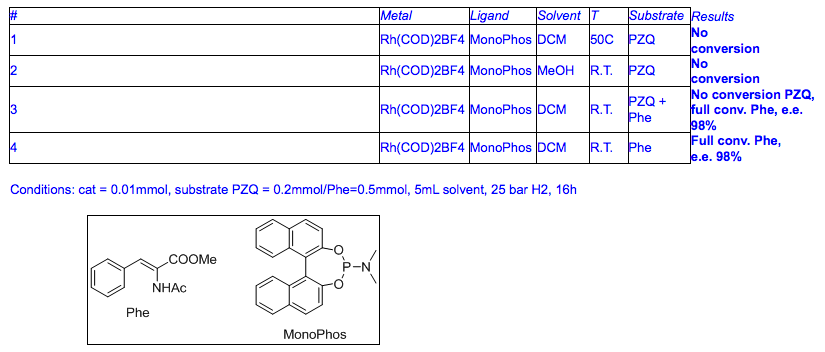 # Metal Ligand Solvent T Substrate Results
1 Rh(COD)2BF4 MonoPhos DCM 50C PZQ No conversion
2 Rh(COD)2BF4 MonoPhos MeOH R.T. PZQ No conversion
3 Rh(COD)2BF4 MonoPhos DCM R.T. PZQ + Phe No conversion PZQ, full conv. Phe, e.e. 98%
4 Rh(COD)2BF4 MonoPhos DCM R.T. Phe Full conv. Phe, e.e. 98%
Conditions: cat = 0.01mmol, substrate PZQ = 0.2mmol/Phe=0.5mmol, 5mL solvent, 25 bar H2, 16h
COOMe
NHAc
Phe
O
P–N
O
MonoPhos